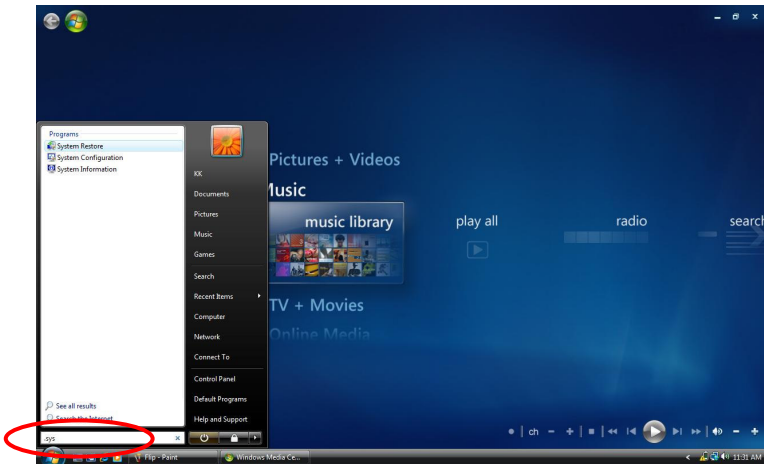 Programs
System Restore
System Configuration
System Information
See all results
Search the Internet
.sys
KK
Documents
Pictures
Music
Games
Search
Recent Items
Computer
Network
Connect To
Control Panel
Default Programs
Help and Support
Pictures + Videos
Music
music library
play all
radio
search
TV + Movies
Online Media
ch
Flip - Paint
Windows Media Ce...
11:31 AM